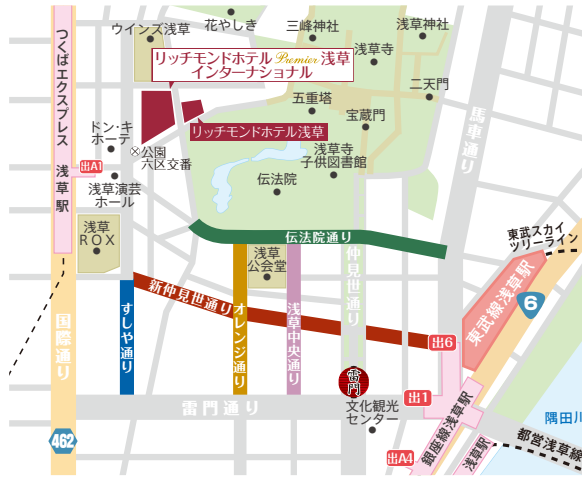 花やしき
ウインズ浅草
三峰神社
浅草神社
リッチモンドホテル Premier 浅草
インターナショナル
浅草寺
二天門
つくばエクスプレス
浅草駅
五重塔
宝蔵門
馬車通り
ドン・キ
ホーテ
リッチモンドホテル浅草
公園
六区交番
浅草寺
子供図書館
出A1
浅草演芸
ホール
伝法院
浅草
ROX
伝法院通り
東武スカイ
ツリーライン
浅草
公会堂
仲見世通り
東武線浅草駅
新仲見世通り
6
国際通り
すしや通り
オレンジ通り
浅草中央通り
出6
雷門
出1
雷門通り
文化観光
センター
隅田川
462
出A4
銀座線浅草駅
浅草駅
都営浅草線